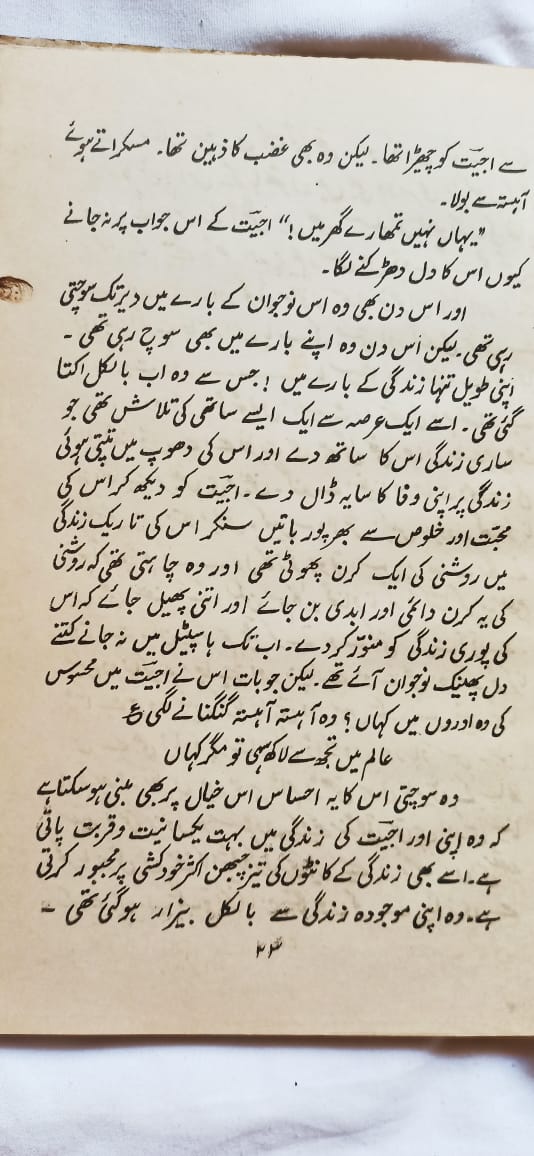 سے اجیت کو چھیڑا تھا۔ لیکن وہ بھی غضب کا ذہین تھا۔ مسکراتے ہوئے
آہستہ سے بولا۔
”یہاں نہیں تمھارے گھر میں!“ اجیت کے اس جواب پر نہ جانے
کیوں اس کا دل دھڑکنے لگا۔
اور اس دن بھی وہ اس نوجوان کے بارے میں دیر تک سوچتی
رہی تھی۔ لیکن اُس دن وہ اپنے بارے میں بھی سوچ رہی تھی ۔
اپنی طویل تنہا زندگی کے بارے میں ! جس سے وہ اب بالکل اکتا
گئی تھی۔ اسے ایک عرصہ سے ایک ایسے ساتھی کی تلاش تھی جو
ساری زندگی اس کا ساتھ دے اور اس کی دھوپ میں تپتی ہوئی
زندگی پر اپنی وفا کا سایہ ڈال دے۔ اجیت کو دیکھ کر اس کی
محبّت اور خلوص سے بھرپور باتیں سنکر اس کی تاریک زندگی
میں روشنی کی ایک کرن پھوٹی تھی اور وہ چاہتی تھی کہ روشنی
کی یہ کرن دائمی اور ابدی بن جائے اور اتنی پھیل جائے کہ اس
کی پوری زندگی کو منوّر کر دے۔ اب تک ہاسپٹل میں نہ جانے کتنے
دل پھینک نوجوان آئے تھے۔ لیکن جو بات اس نے اجیت میں محسوس
کی وہ اوروں میں کہاں؟ وہ آہستہ آہستہ گنگنانے لگی ؏
عالم میں تجھ سے لاکھ سہی تو مگر کہاں
وہ سوچتی اس کا یہ احساس اس خیال پر بھی مبنی ہو سکتا ہے
کہ وہ اپنی اور اجیت کی زندگی میں بہت یکسانیت و قربت پاتی
ہے۔ اسے بھی زندگی کے کانٹوں کی تیز چبھن اکثر خودکشی پر مجبور کرتی
ہے۔ وہ اپنی موجودہ زندگی سے بالکل بیزار ہو گئی تھی ۔
۲۳